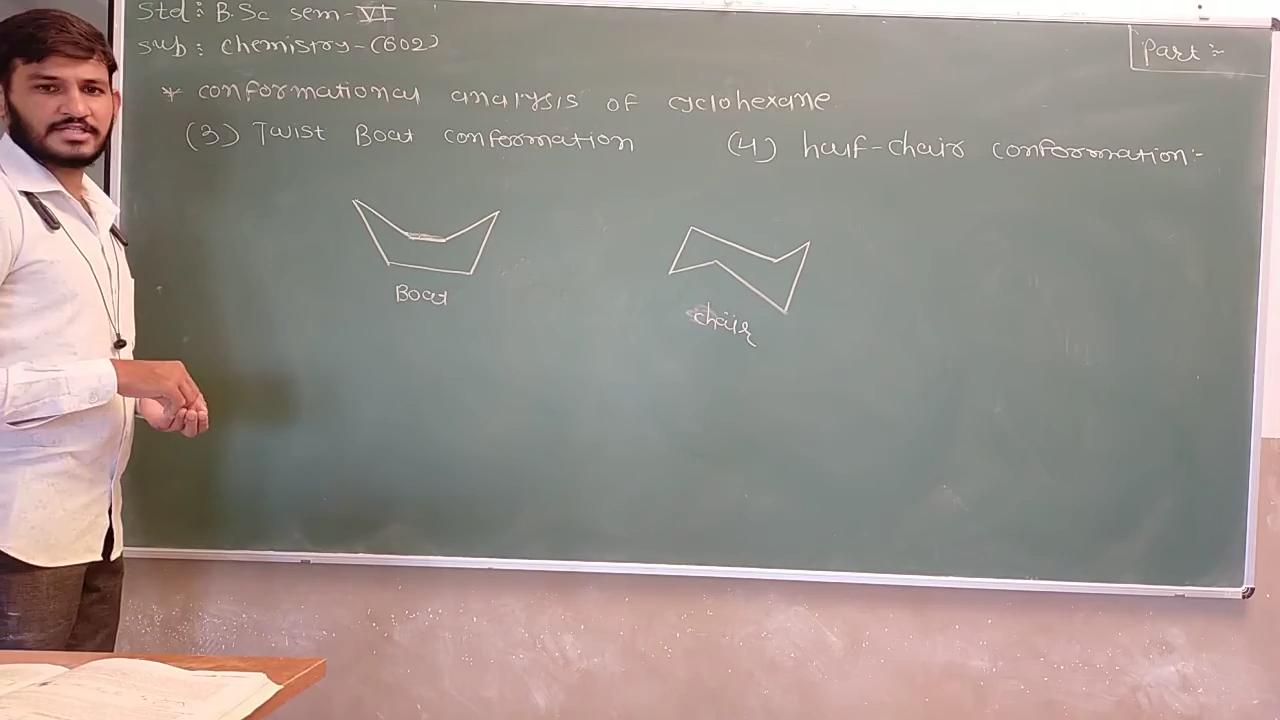 Std: B.Sc sem-VI
Sub: chemistry-(602)
Part:-
* conformational analysis of cyclohexane
(3) Twist Boat conformation
(4) half-chair conformation:-
Boat
chair